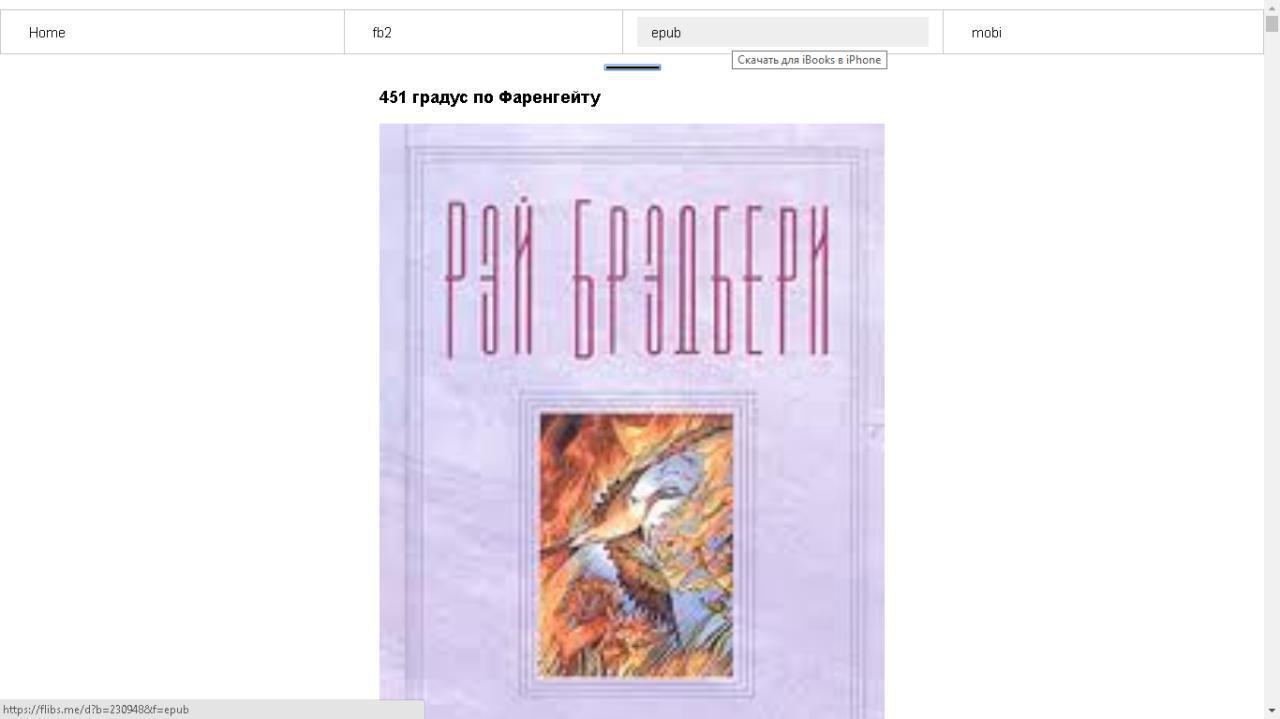 Home
fb2
epub
mobi
Скачать для iBooks в iPhone
451 градус по Фаренгейту
РЭЙ БРЭДБЕРИ
https://flibs.me/d?b=230948&f=epub